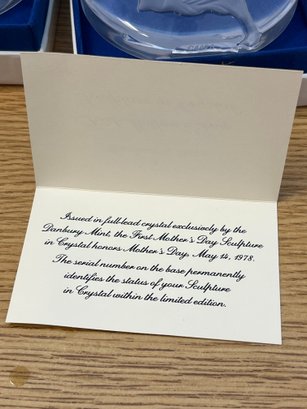 Issued in full-lead crystal exclusively by the
Danbury Mint, the First Mother's Day Sculpture
in Crystal honors Mother's Day, May 14, 1978.
The serial number on the base permanently
identifies the status of your Sculpture
in Crystal within the limited edition.